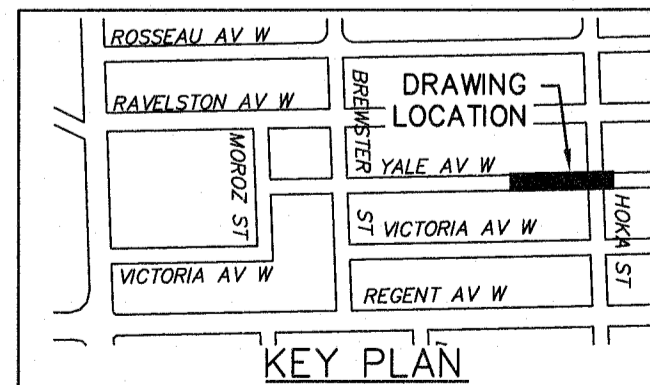 ROSSEAU AV W
RAVELSTON AV W
BREWSTER ST
DRAWING
LOCATION
MOROZ ST
YALE AV W
HOKA ST
VICTORIA AV W
VICTORIA AV W
REGENT AV W
KEY PLAN